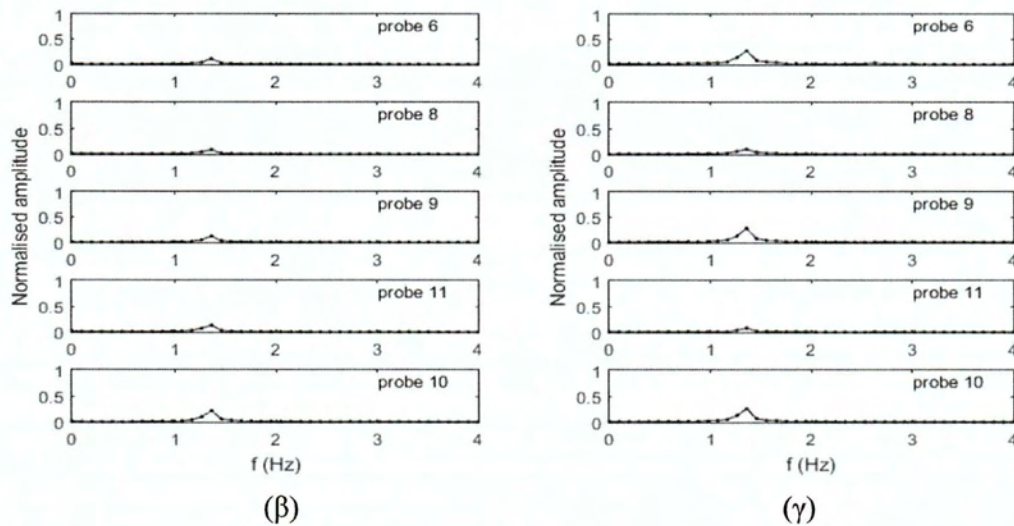 1 probe 6
0.5
0
0 1 2 3 4
1 probe 8
0.5
0
0 1 2 3 4
1 probe 9
0.5
0
0 1 2 3 4
1 probe 11
0.5
0
0 1 2 3 4
1 probe 10
0.5
0
0 1 2 3 4
Normalised amplitude
f (Hz)
(β)
1 probe 6
0.5
0
0 1 2 3 4
1 probe 8
0.5
0
0 1 2 3 4
1 probe 9
0.5
0
0 1 2 3 4
1 probe 11
0.5
0
0 1 2 3 4
1 probe 10
0.5
0
0 1 2 3 4
Normalised amplitude
f (Hz)
(γ)